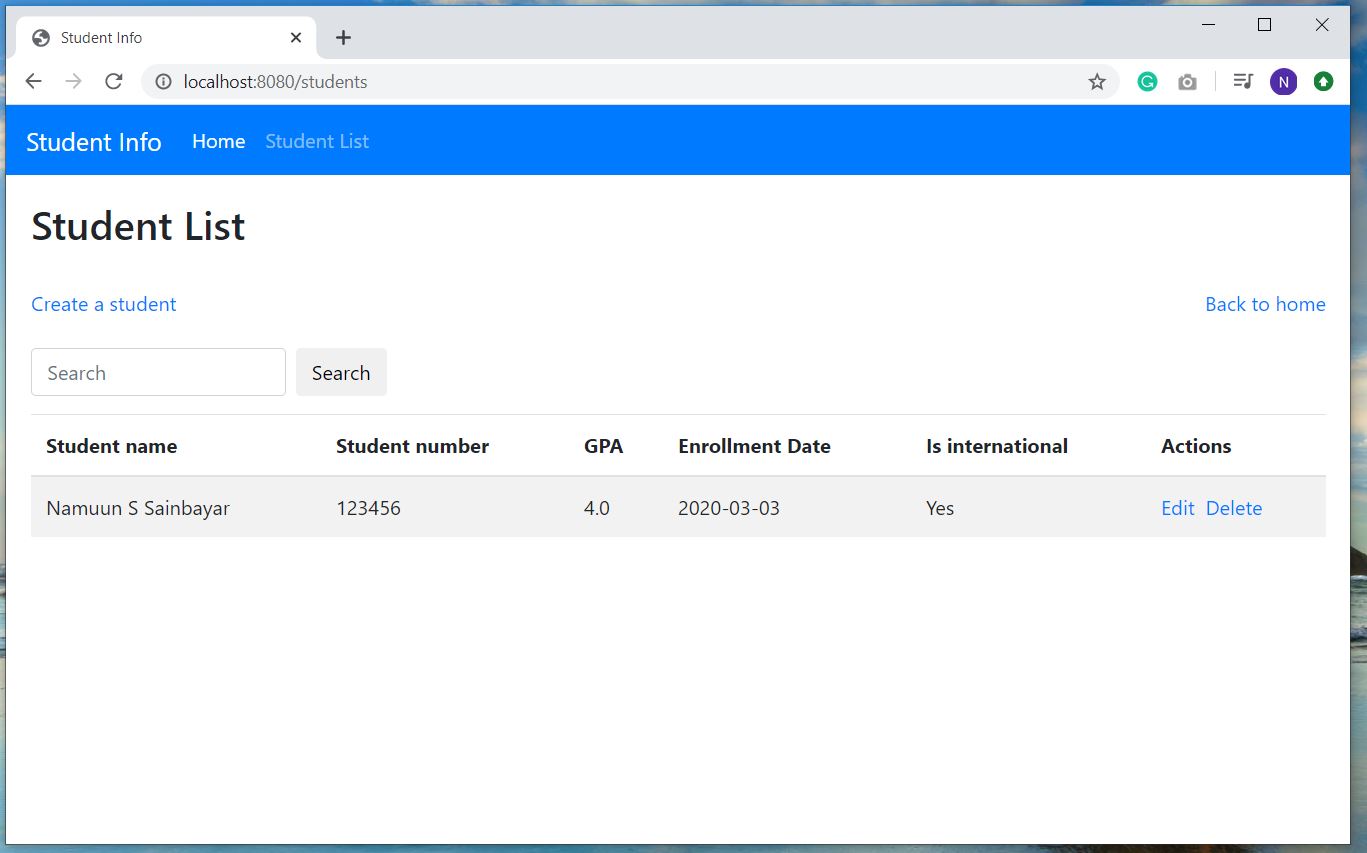 Student Info
localhost:8080/students
N
Student Info Home Student List
Student List
Create a student Back to home
Search Search
Student name Student number GPA Enrollment Date Is international Actions
Namuun S Sainbayar 123456 4.0 2020-03-03 Yes Edit Delete